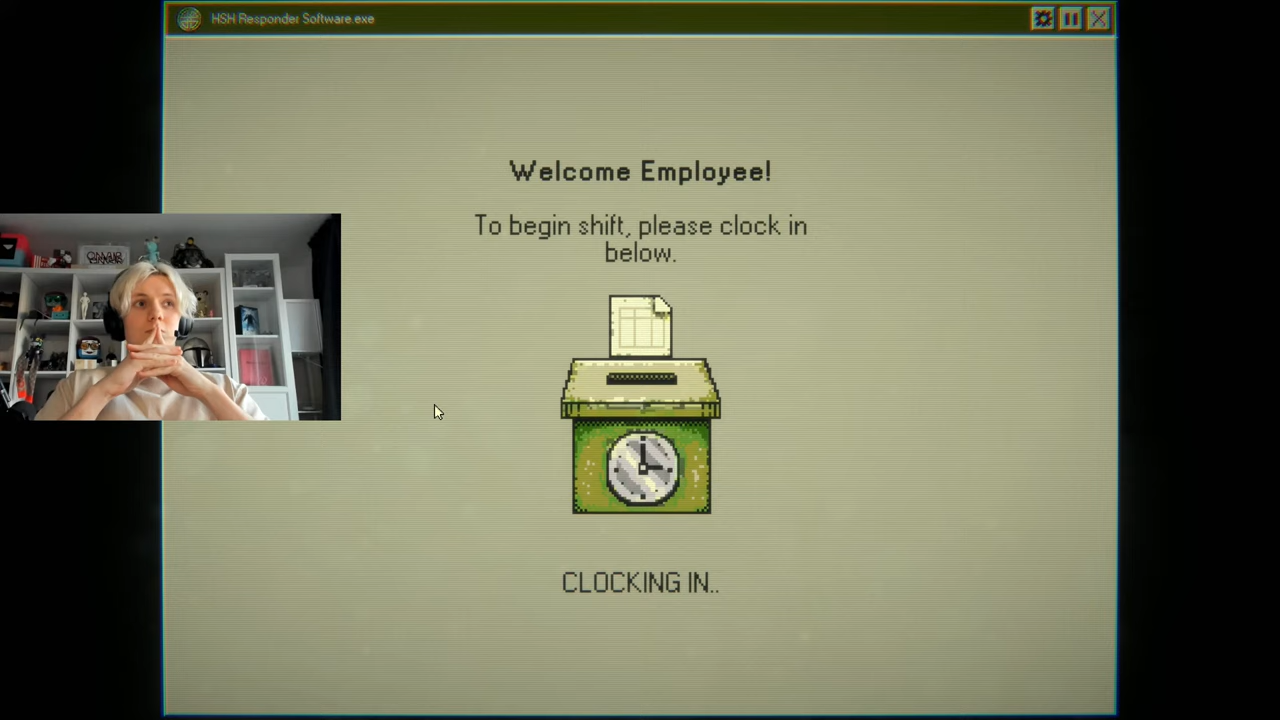 HSH Responder Software.exe
Welcome Employee!
To begin shift, please clock in
below.
CLOCKING IN..